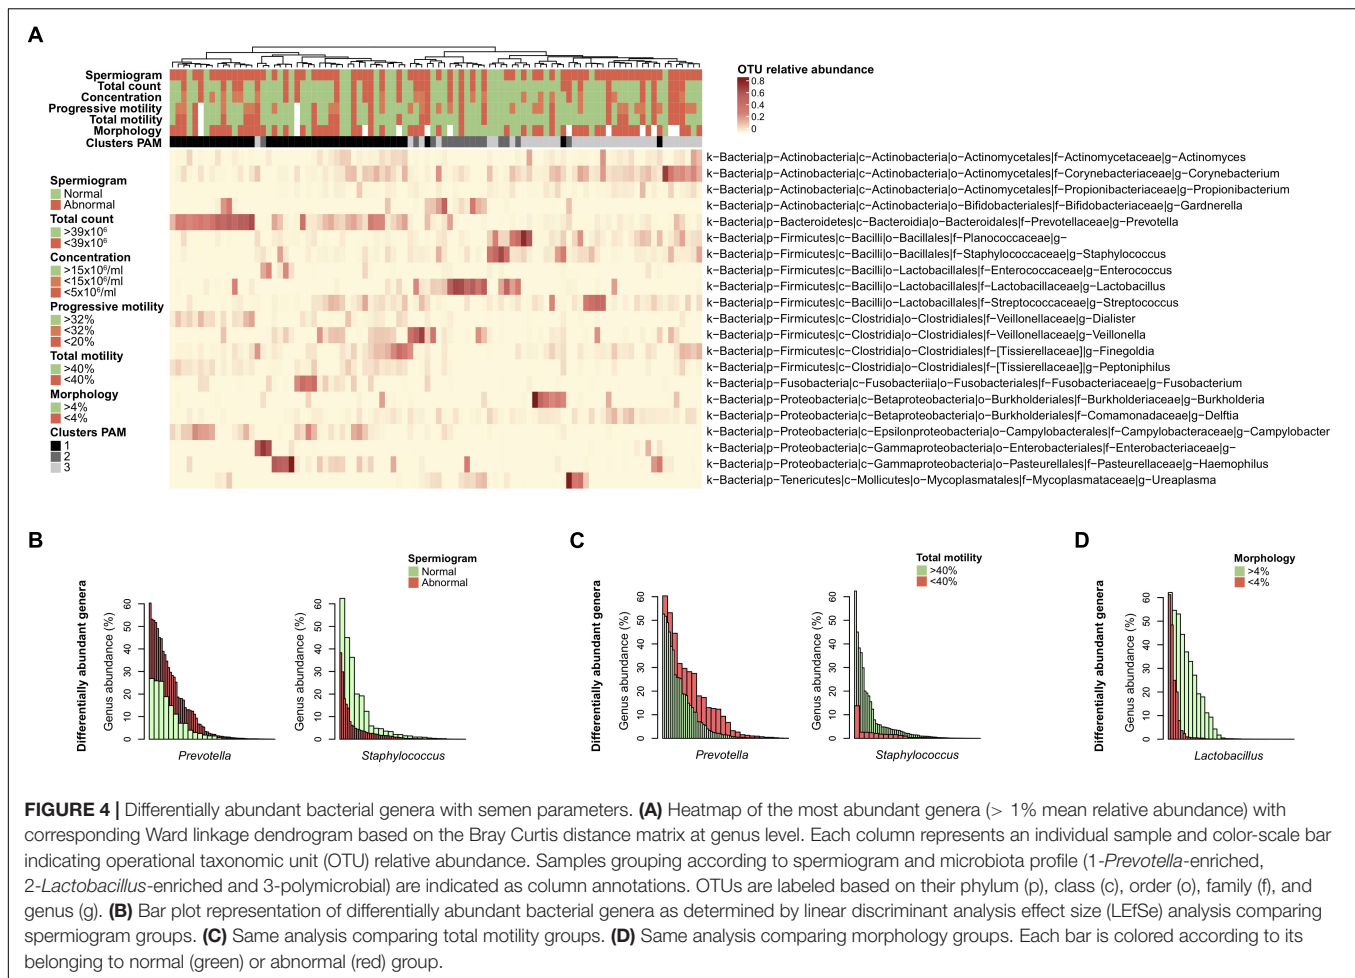 A
Spermiogram
Total count
Concentration
Progressive motility
Total motility
Morphology
Clusters PAM
OTU relative abundance
0.8
0.6
0.4
0.2
0
k−Bacteria|p−Actinobacteria|c−Actinobacteria|o−Actinomycetales|f−Actinomycetaceae|g−Actinomyces
k−Bacteria|p−Actinobacteria|c−Actinobacteria|o−Actinomycetales|f−Corynebacteriaceae|g−Corynebacterium
k−Bacteria|p−Actinobacteria|c−Actinobacteria|o−Actinomycetales|f−Propionibacteriaceae|g−Propionibacterium
k−Bacteria|p−Actinobacteria|c−Actinobacteria|o−Bifidobacteriales|f−Bifidobacteriaceae|g−Gardnerella
k−Bacteria|p−Bacteroidetes|c−Bacteroidia|o−Bacteroidales|f−Prevotellaceae|g−Prevotella
k−Bacteria|p−Firmicutes|c−Bacilli|o−Bacillales|f−Planococcaceae|g−
k−Bacteria|p−Firmicutes|c−Bacilli|o−Bacillales|f−Staphylococcaceae|g−Staphylococcus
k−Bacteria|p−Firmicutes|c−Bacilli|o−Lactobacillales|f−Enterococcaceae|g−Enterococcus
k−Bacteria|p−Firmicutes|c−Bacilli|o−Lactobacillales|f−Lactobacillaceae|g−Lactobacillus
k−Bacteria|p−Firmicutes|c−Bacilli|o−Lactobacillales|f−Streptococcaceae|g−Streptococcus
k−Bacteria|p−Firmicutes|c−Clostridia|o−Clostridiales|f−Veillonellaceae|g−Dialister
k−Bacteria|p−Firmicutes|c−Clostridia|o−Clostridiales|f−Veillonellaceae|g−Veillonella
k−Bacteria|p−Firmicutes|c−Clostridia|o−Clostridiales|f−[Tissierellaceae]|g−Finegoldia
k−Bacteria|p−Firmicutes|c−Clostridia|o−Clostridiales|f−[Tissierellaceae]|g−Peptoniphilus
k−Bacteria|p−Fusobacteria|c−Fusobacteriia|o−Fusobacteriales|f−Fusobacteriaceae|g−Fusobacterium
k−Bacteria|p−Proteobacteria|c−Betaproteobacteria|o−Burkholderiales|f−Burkholderiaceae|g−Burkholderia
k−Bacteria|p−Proteobacteria|c−Betaproteobacteria|o−Burkholderiales|f−Comamonadaceae|g−Delftia
k−Bacteria|p−Proteobacteria|c−Epsilonproteobacteria|o−Campylobacterales|f−Campylobacteraceae|g−Campylobacter
k−Bacteria|p−Proteobacteria|c−Gammaproteobacteria|o−Enterobacteriales|f−Enterobacteriaceae|g−
k−Bacteria|p−Proteobacteria|c−Gammaproteobacteria|o−Pasteurellales|f−Pasteurellaceae|g−Haemophilus
k−Bacteria|p−Tenericutes|c−Mollicutes|o−Mycoplasmatales|f−Mycoplasmataceae|g−Ureaplasma
Spermiogram
Normal
Abnormal
Total count
>39x10⁶
<39x10⁶
Concentration
>15x10⁶/ml
<15x10⁶/ml
<5x10⁶/ml
Progressive motility
>32%
<32%
<20%
Total motility
>40%
<40%
Morphology
>4%
<4%
Clusters PAM
1
2
3
B
Spermiogram
Normal
Abnormal
Differentially abundant genera
Genus abundance (%)
60
50
40
30
20
10
0
Prevotella
Genus abundance (%)
60
50
40
30
20
10
0
Staphylococcus
C
Total motility
>40%
<40%
Differentially abundant genera
Genus abundance (%)
60
50
40
30
20
10
0
Prevotella
Genus abundance (%)
60
50
40
30
20
10
0
Staphylococcus
D
Morphology
>4%
<4%
Differentially abundant genera
Genus abundance (%)
60
50
40
30
20
10
0
Lactobacillus
FIGURE 4 | Differentially abundant bacterial genera with semen parameters. (A) Heatmap of the most abundant genera (> 1% mean relative abundance) with
corresponding Ward linkage dendrogram based on the Bray Curtis distance matrix at genus level. Each column represents an individual sample and color-scale bar
indicating operational taxonomic unit (OTU) relative abundance. Samples grouping according to spermiogram and microbiota profile (1-Prevotella-enriched,
2-Lactobacillus-enriched and 3-polymicrobial) are indicated as column annotations. OTUs are labeled based on their phylum (p), class (c), order (o), family (f), and
genus (g). (B) Bar plot representation of differentially abundant bacterial genera as determined by linear discriminant analysis effect size (LEfSe) analysis comparing
spermiogram groups. (C) Same analysis comparing total motility groups. (D) Same analysis comparing morphology groups. Each bar is colored according to its
belonging to normal (green) or abnormal (red) group.